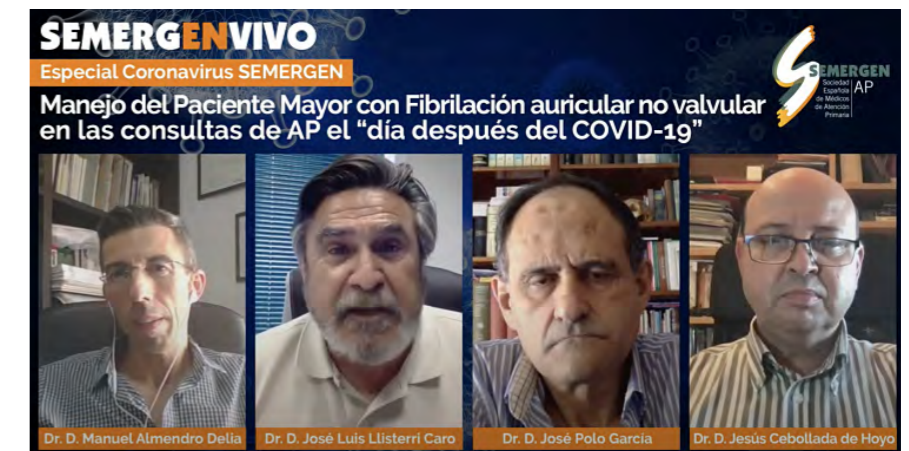 SEMERGENVIVO
Especial Coronavirus SEMERGEN
Manejo del Paciente Mayor con Fibrilación auricular no valvular
en las consultas de AP el “día después del COVID-19”
SEMERGEN
Sociedad
Española
de Médicos
de Atención
Primaria
AP
Dr. D. Manuel Almendro Delia
Dr. D. José Luis Llisterri Caro
Dr. D. José Polo García
Dr. D. Jesús Cebollada de Hoyo